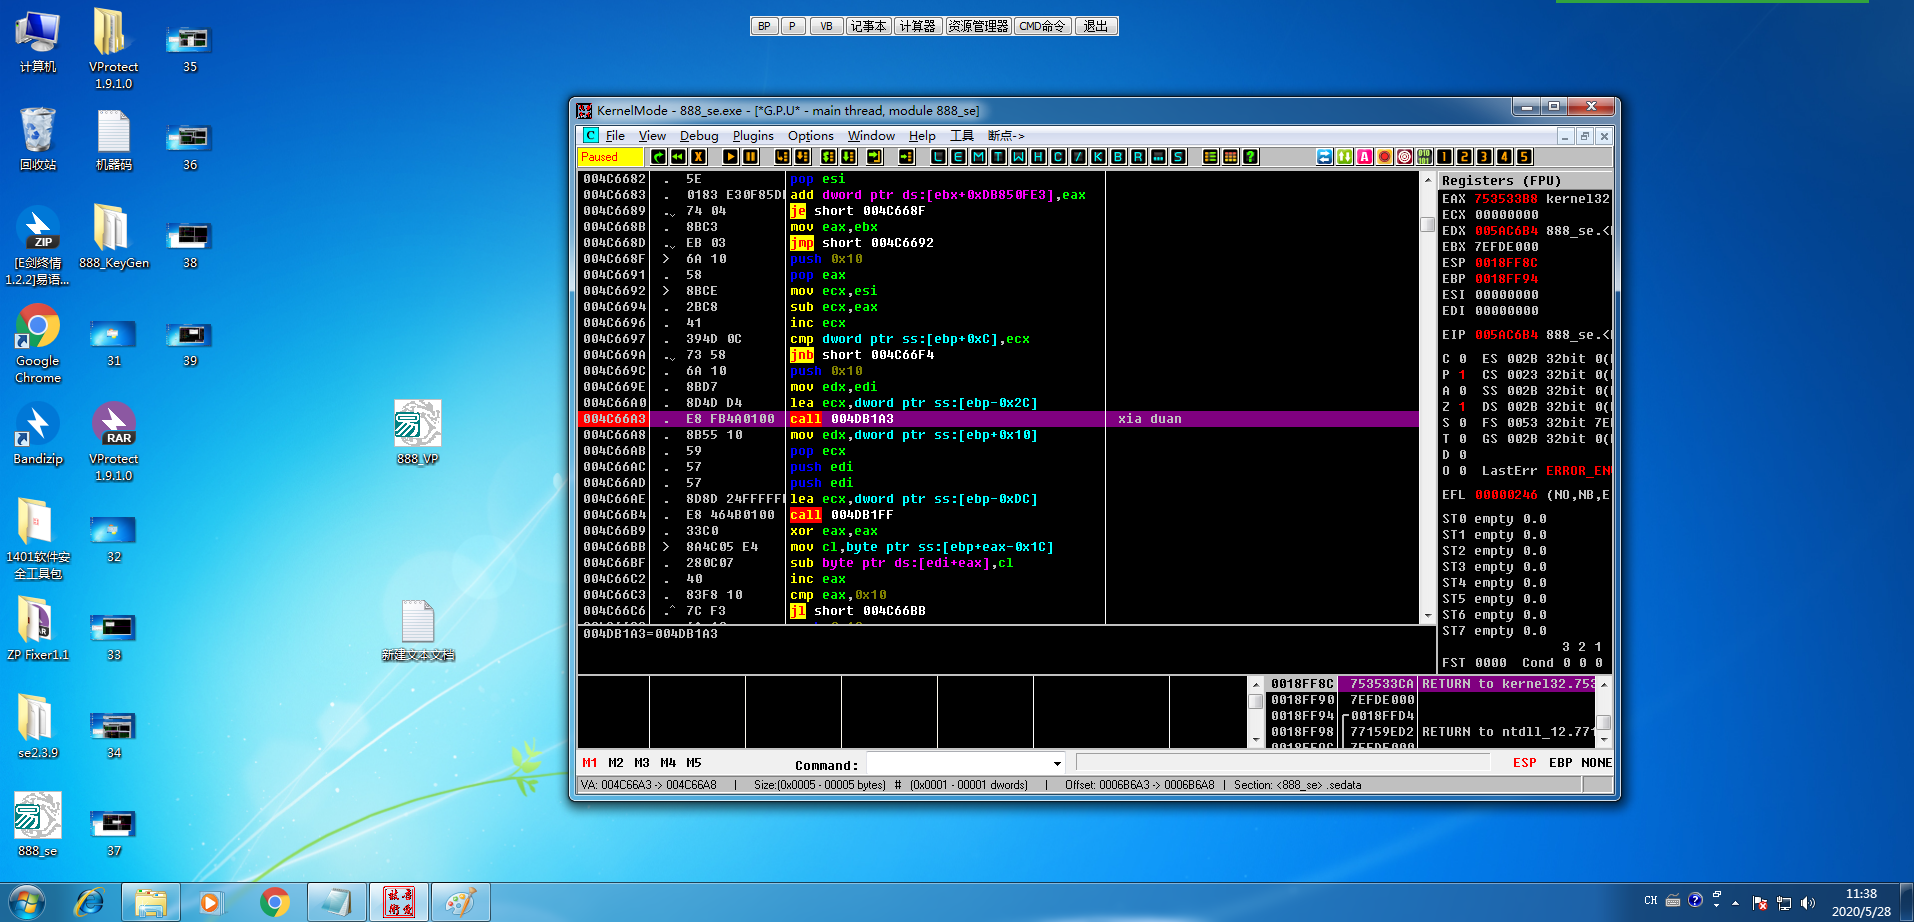 BP P VB 记事本 计算器 资源管理器 CMD命令 退出
计算机
VProtect 1.9.1.0
35
回收站
机器码
36
ZIP
[E剑终情 1.2.2]易语...
888_KeyGen
38
Google Chrome
31
39
Bandizip
RAR
VProtect 1.9.1.0
888_VP
1401软件安全工具包
32
ZP Fixer1.1
33
新建文本文档
se2.3.9
34
888_se
37
KernelMode - 888_se.exe - [*G.P.U* - main thread, module 888_se]
C File View Debug Plugins Options Window Help 工具 断点->
Paused L E M T W H C / K B R ... S ? A 1 2 3 4 5
004C6682 . 5E pop esi
004C6683 . 0183 E30F85D add dword ptr ds:[ebx+0xDB850FE3],eax
004C6689 . 74 04 je short 004C668F
004C668B . 8BC3 mov eax,ebx
004C668D . EB 03 jmp short 004C6692
004C668F > 6A 10 push 0x10
004C6691 . 58 pop eax
004C6692 > 8BCE mov ecx,esi
004C6694 . 2BC8 sub ecx,eax
004C6696 . 41 inc ecx
004C6697 . 394D 0C cmp dword ptr ss:[ebp+0xC],ecx
004C669A . 73 58 jnb short 004C66F4
004C669C . 6A 10 push 0x10
004C669E . 8BD7 mov edx,edi
004C66A0 . 8D4D D4 lea ecx,dword ptr ss:[ebp-0x2C]
004C66A3 . E8 FB4A0100 call 004DB1A3 xia duan
004C66A8 . 8B55 10 mov edx,dword ptr ss:[ebp+0x10]
004C66AB . 59 pop ecx
004C66AC . 57 push edi
004C66AD . 57 push edi
004C66AE . 8D8D 24FFFFF lea ecx,dword ptr ss:[ebp-0xDC]
004C66B4 . E8 464B0100 call 004DB1FF
004C66B9 . 33C0 xor eax,eax
004C66BB > 8A4C05 E4 mov cl,byte ptr ss:[ebp+eax-0x1C]
004C66BF . 280C07 sub byte ptr ds:[edi+eax],cl
004C66C2 . 40 inc eax
004C66C3 . 83F8 10 cmp eax,0x10
004C66C6 .^ 7C F3 jl short 004C66BB
004DB1A3=004DB1A3
Registers (FPU)
EAX 753533B8 kernel32
ECX 00000000
EDX 005AC6B4 888_se.<
EBX 7EFDE000
ESP 0018FF8C
EBP 0018FF94
ESI 00000000
EDI 00000000
EIP 005AC6B4 888_se.<
C 0 ES 002B 32bit 0(
P 1 CS 0023 32bit 0(
A 0 SS 002B 32bit 0(
Z 1 DS 002B 32bit 0(
S 0 FS 0053 32bit 7E
T 0 GS 002B 32bit 0(
D 0
O 0 LastErr ERROR_EN
EFL 00000246 (NO,NB,E
ST0 empty 0.0
ST1 empty 0.0
ST2 empty 0.0
ST3 empty 0.0
ST4 empty 0.0
ST5 empty 0.0
ST6 empty 0.0
ST7 empty 0.0
3 2 1
FST 0000 Cond 0 0 0
0018FF8C 753533CA RETURN to kernel32.753
0018FF90 7EFDE000
0018FF94 0018FFD4
0018FF98 77159ED2 RETURN to ntdll_12.771
0018FF9C 7EFDE000
M1 M2 M3 M4 M5 Command: ESP EBP NONE
VA: 004C66A3 -> 004C66A8 | Size:(0x0005 - 00005 bytes) # (0x0001 - 00001 dwords) | Offset: 0006B6A3 -> 0006B6A8 | Section: <888_se> .sedata
CH
11:38
2020/5/28